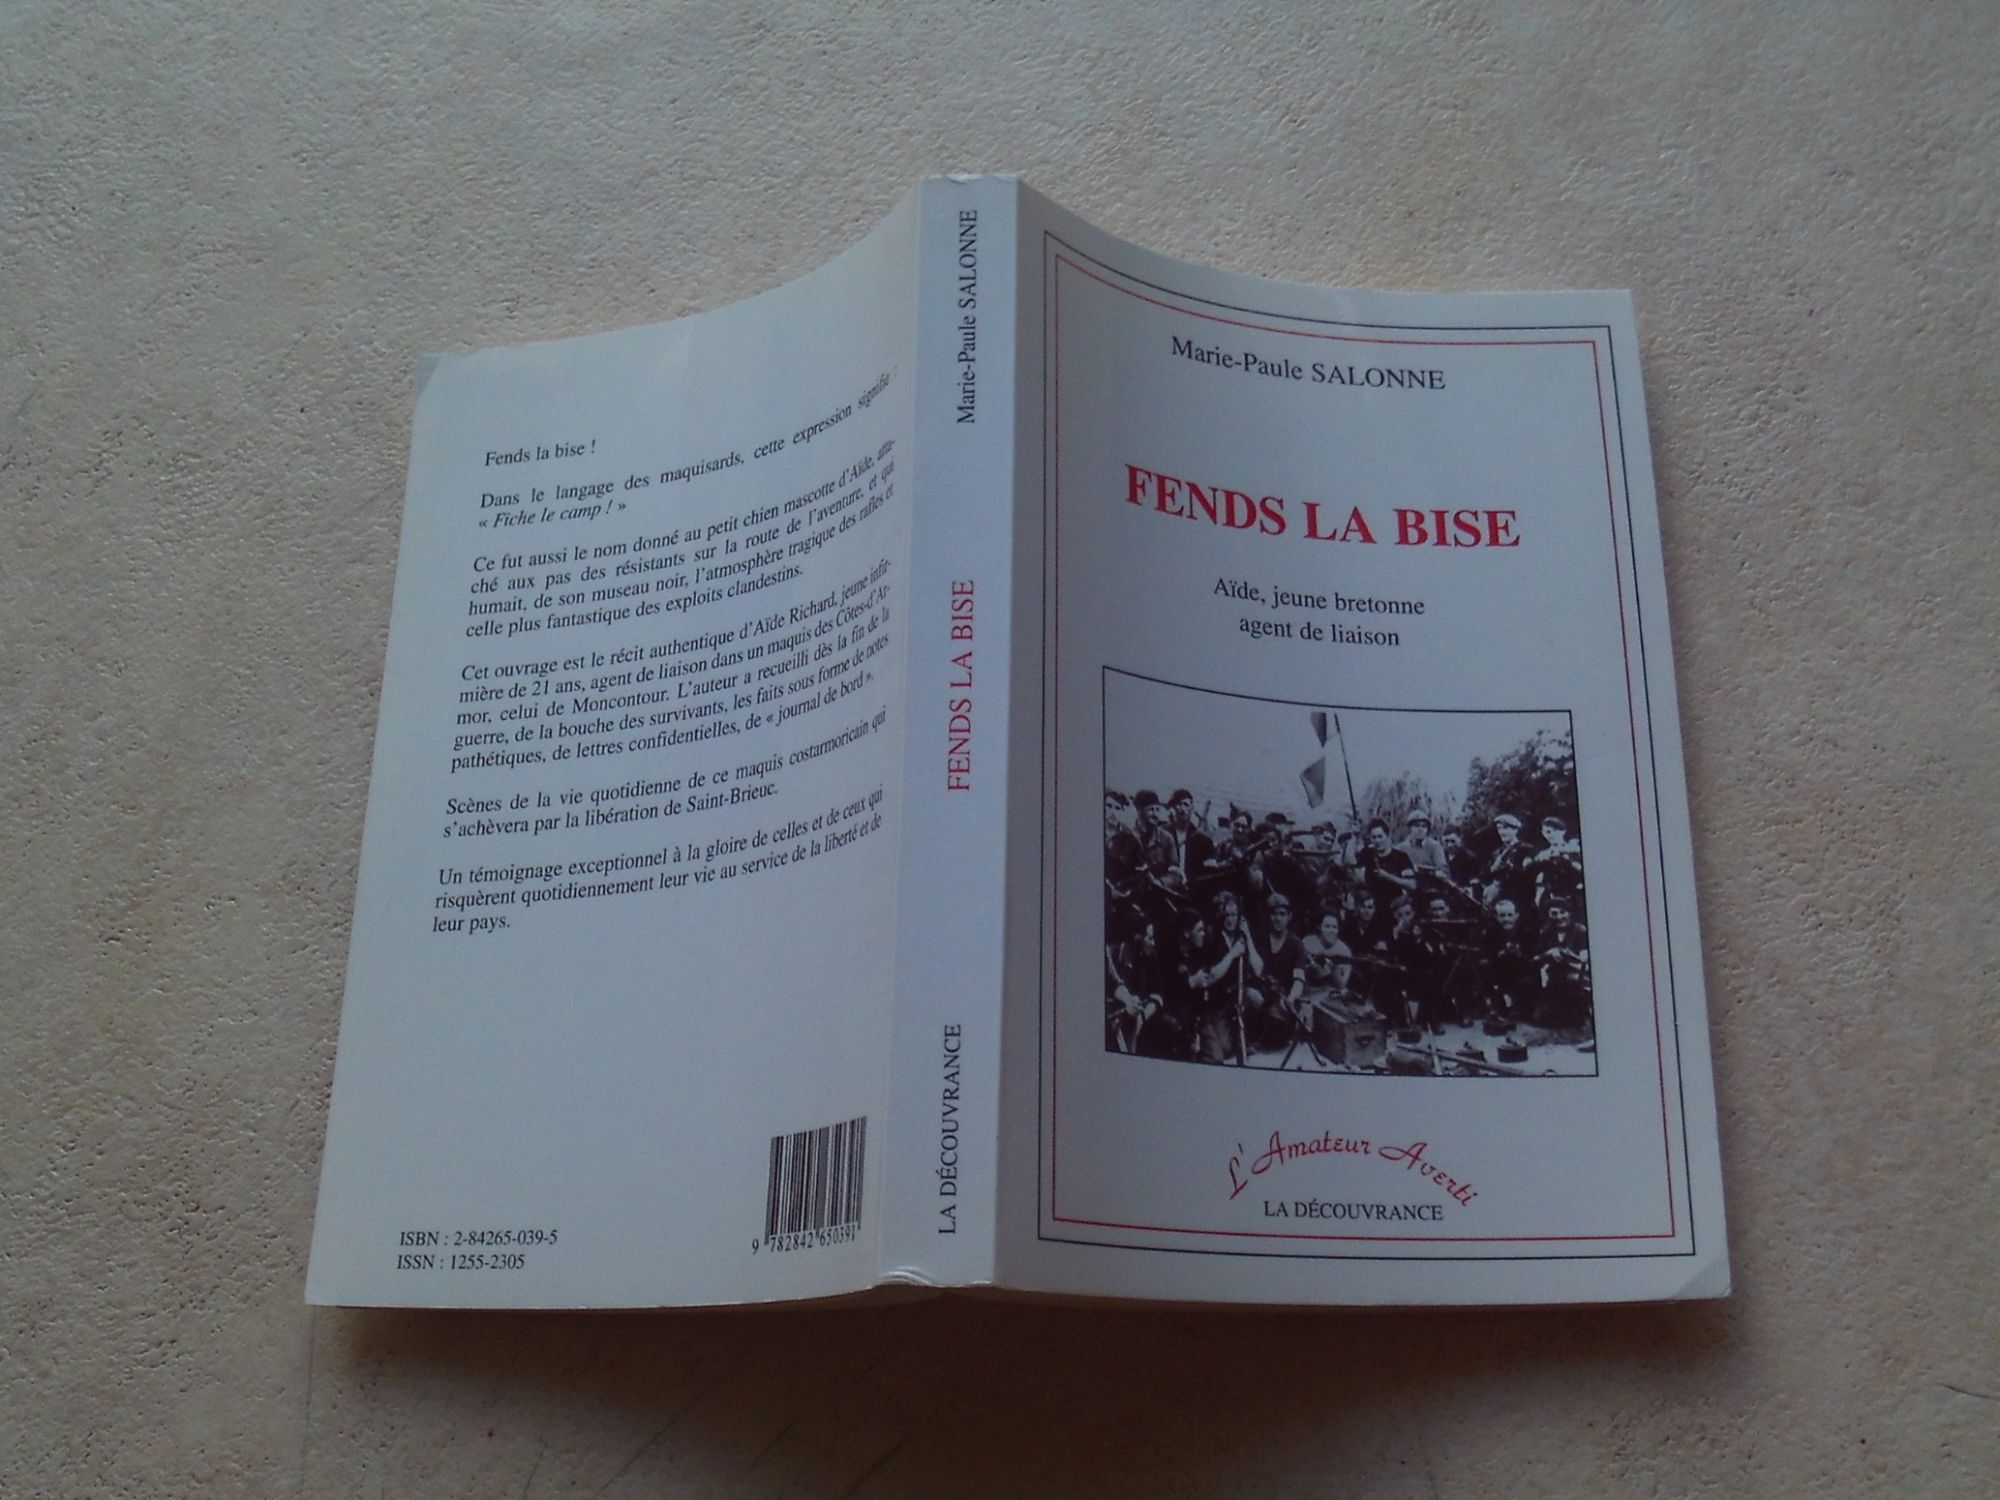 Fends la bise !
Dans le langage des maquisards, cette expression signifie :
« Fiche le camp ! »
Ce fut aussi le nom donné au petit chien mascotte d'Aïde, atta-
ché aux pas des résistants sur la route de l'aventure, et qui
humait, de son museau noir, l'atmosphère tragique des rafles et
celle plus fantastique des exploits clandestins.
Cet ouvrage est le récit authentique d'Aïde Richard, jeune infir-
mière de 21 ans, agent de liaison dans un maquis des Côtes-d'Ar-
mor, celui de Moncontour. L'auteur a recueilli dès la fin de la
guerre, de la bouche des survivants, les faits sous forme de notes
pathétiques, de lettres confidentielles, de « journal de bord ».
Scènes de la vie quotidienne de ce maquis costarmoricain qui
s'achèvera par la libération de Saint-Brieuc.
Un témoignage exceptionnel à la gloire de celles et de ceux qui
risquèrent quotidiennement leur vie au service de la liberté et de
leur pays.
ISBN : 2-84265-039-5
ISSN : 1255-2305
9 782842 650391
LA DÉCOUVRANCE
FENDS LA BISE
Marie-Paule SALONNE
Marie-Paule SALONNE
FENDS LA BISE
Aïde, jeune bretonne
agent de liaison
L'Amateur Averti
LA DÉCOUVRANCE